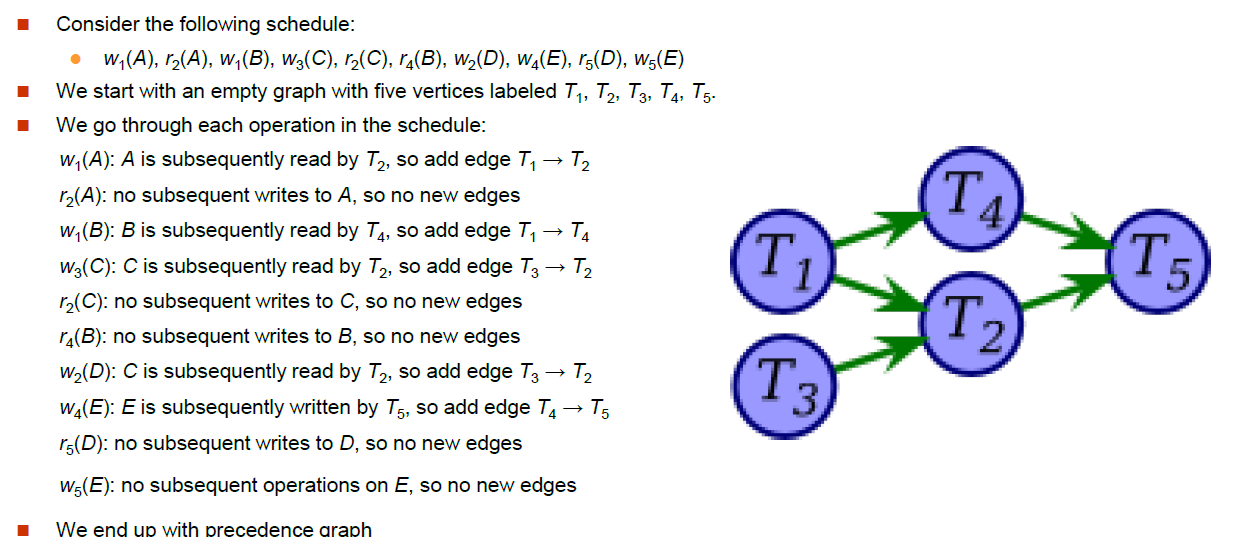 Consider the following schedule:
w₁(A), r₂(A), w₁(B), w₃(C), r₂(C), r₄(B), w₂(D), w₄(E), r₅(D), w₅(E)
We start with an empty graph with five vertices labeled T₁, T₂, T₃, T₄, T₅.
We go through each operation in the schedule:
w₁(A): A is subsequently read by T₂, so add edge T₁ → T₂
r₂(A): no subsequent writes to A, so no new edges
w₁(B): B is subsequently read by T₄, so add edge T₁ → T₄
w₃(C): C is subsequently read by T₂, so add edge T₃ → T₂
r₂(C): no subsequent writes to C, so no new edges
r₄(B): no subsequent writes to B, so no new edges
w₂(D): C is subsequently read by T₂, so add edge T₃ → T₂
w₄(E): E is subsequently written by T₅, so add edge T₄ → T₅
r₅(D): no subsequent writes to D, so no new edges
w₅(E): no subsequent operations on E, so no new edges
We end up with precedence graph
T₄
T₁
T₅
T₂
T₃